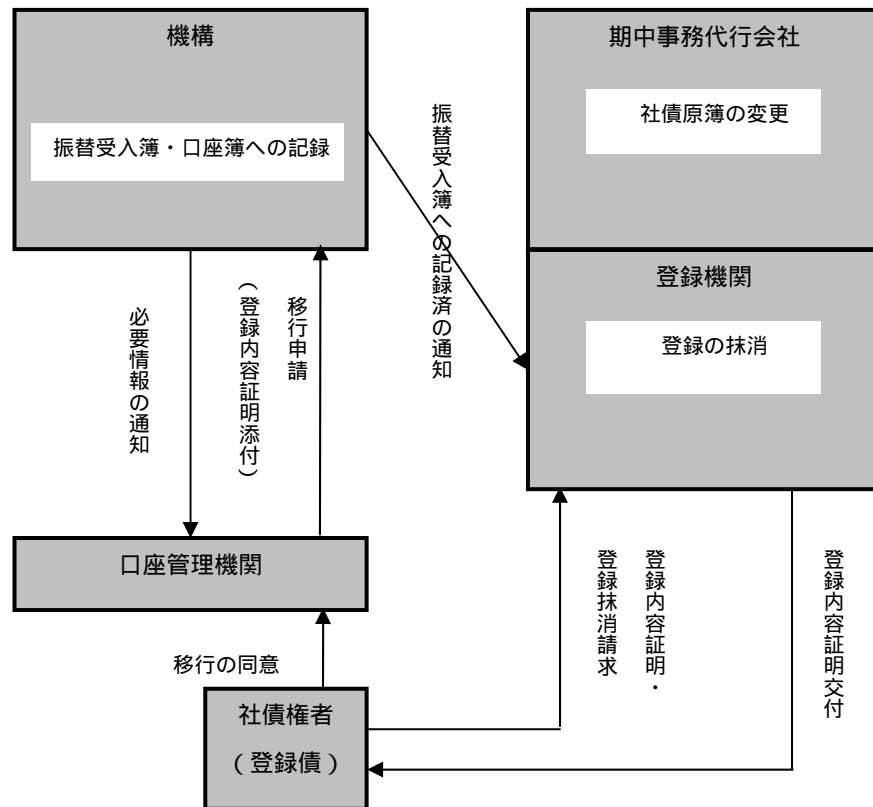 機構
振替受入簿・口座簿への記録
期中事務代行会社
社債原簿の変更
振替受入簿への記録済の通知
登録機関
登録の抹消
必要情報の通知
移行申請
（登録内容証明添付）
口座管理機関
移行の同意
社債権者
（登録債）
登録内容証明・
登録抹消請求
登録内容証明交付